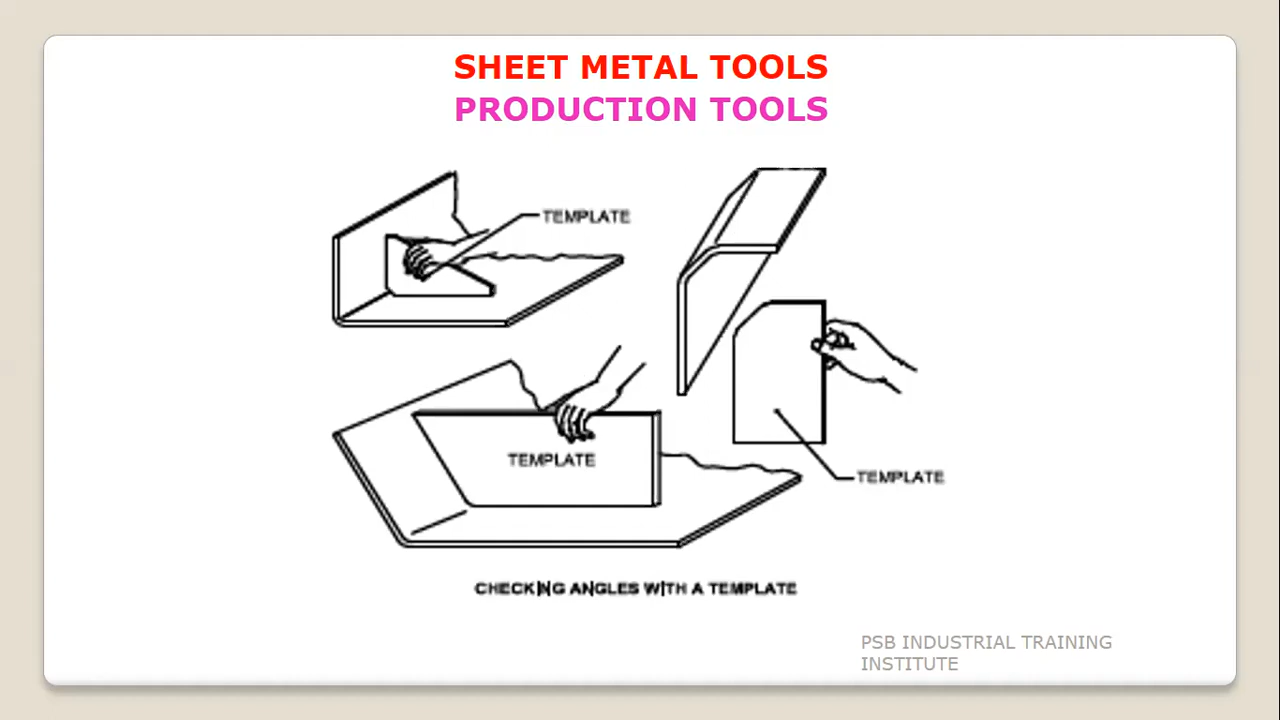 SHEET METAL TOOLS
PRODUCTION TOOLS
TEMPLATE
TEMPLATE
TEMPLATE
CHECKING ANGLES WITH A TEMPLATE
PSB INDUSTRIAL TRAINING
INSTITUTE